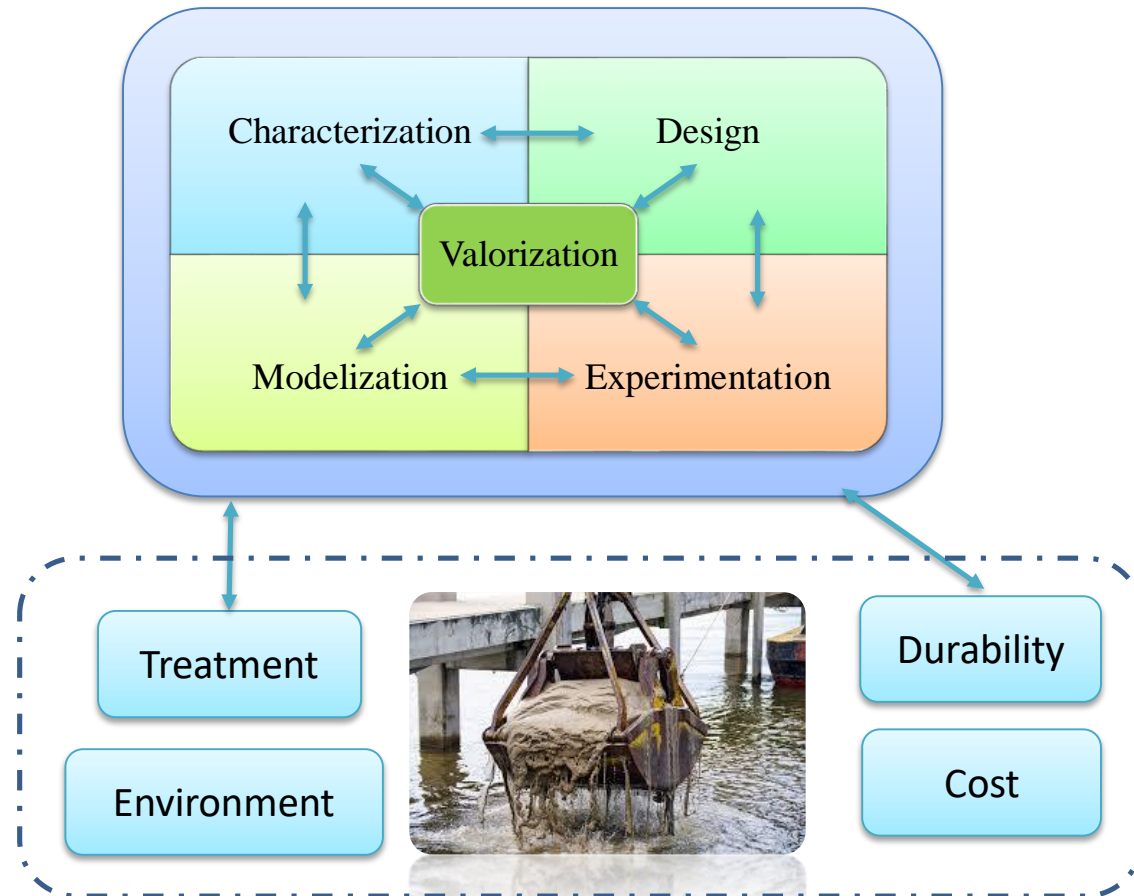 Characterization
Design
Valorization
Modelization
Experimentation
Treatment
Durability
Environment
Cost